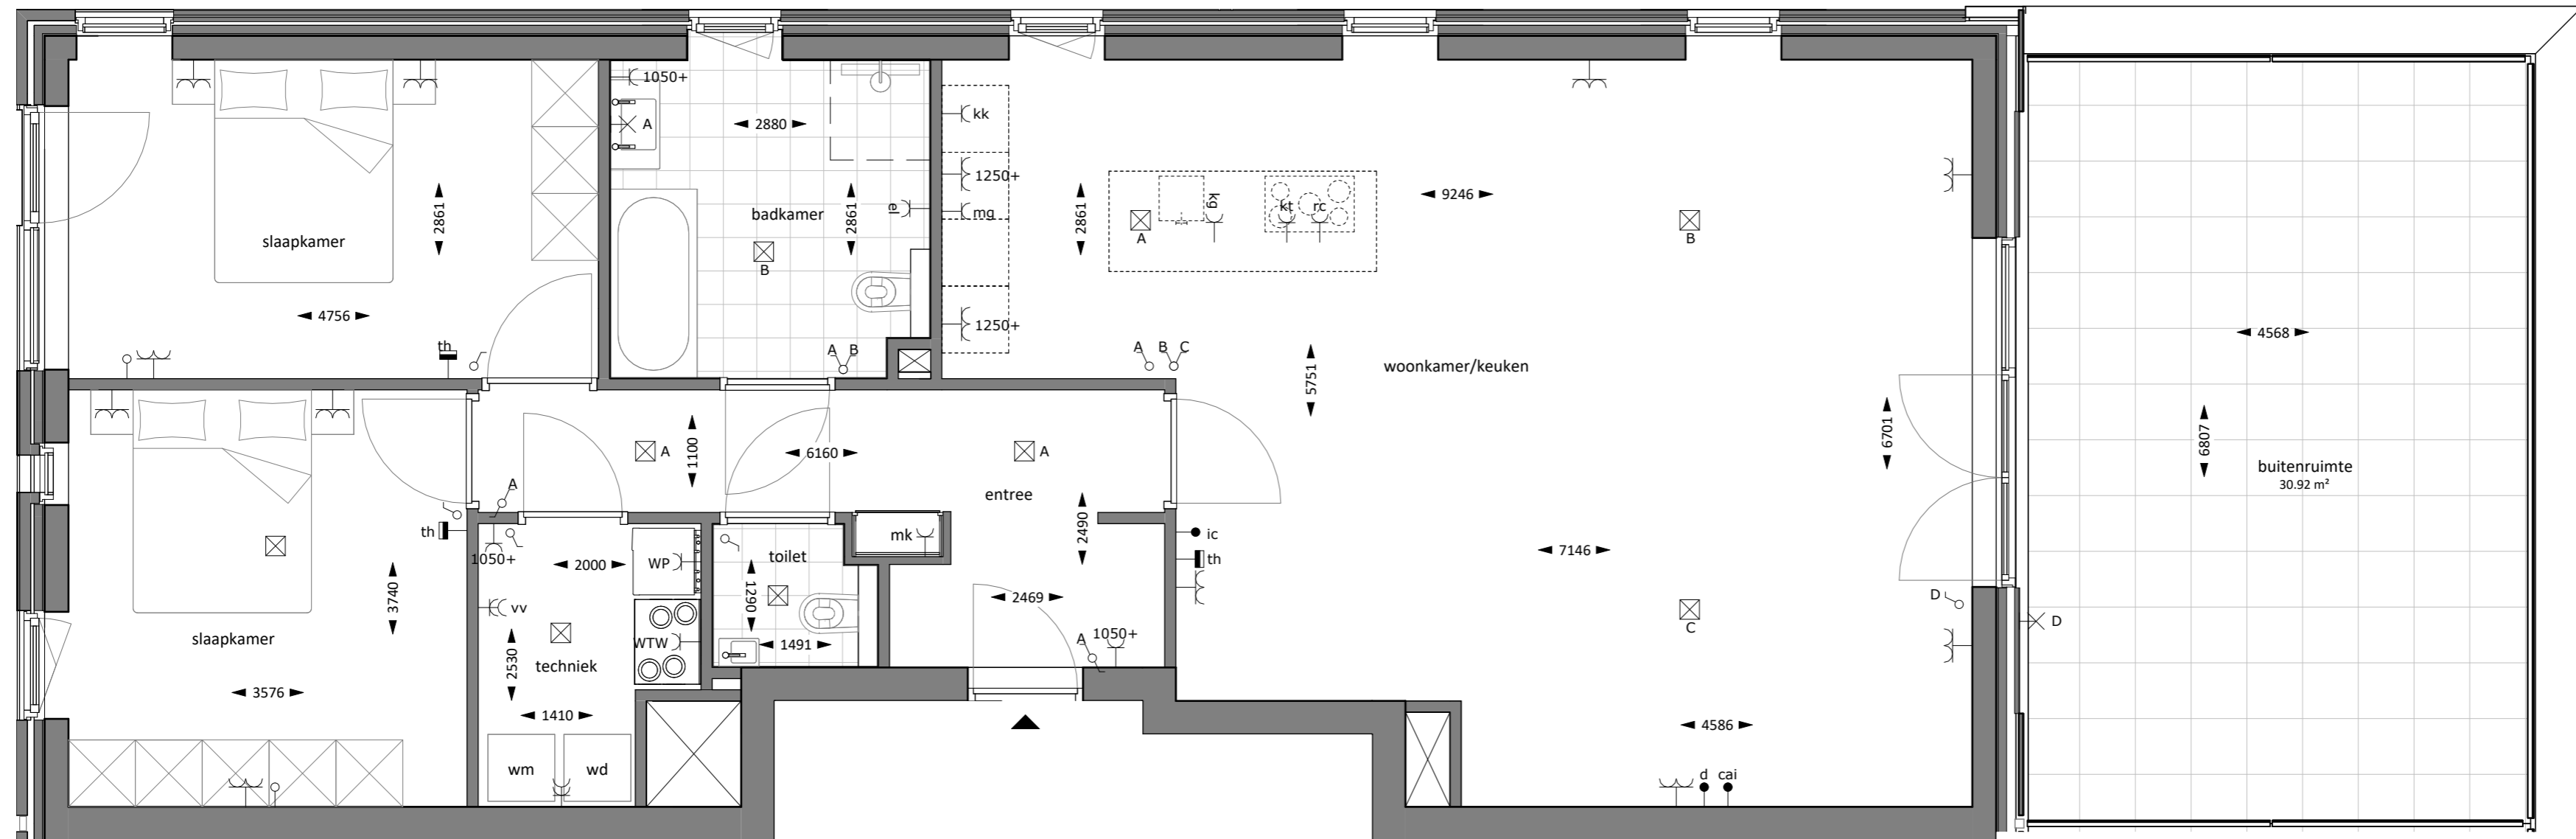 1050+
A
2880
kk
1250+
mg
el
2861
slaapkamer
2861
badkamer
B
2861
A
kg
kt
rc
9246
B
4756
1250+
th
A B
A B C
5751
woonkamer/keuken
4568
A
1100
6160
A
entree
6701
6807
buitenruimte
30.92 m²
A
th
1050+
2000
WP
toilet
mk
2490
ic
th
7146
3740
vv
1290
2469
D
D
C
slaapkamer
2530
techniek
WTW
1491
A
1050+
3576
1410
4586
wm
wd
d
cai